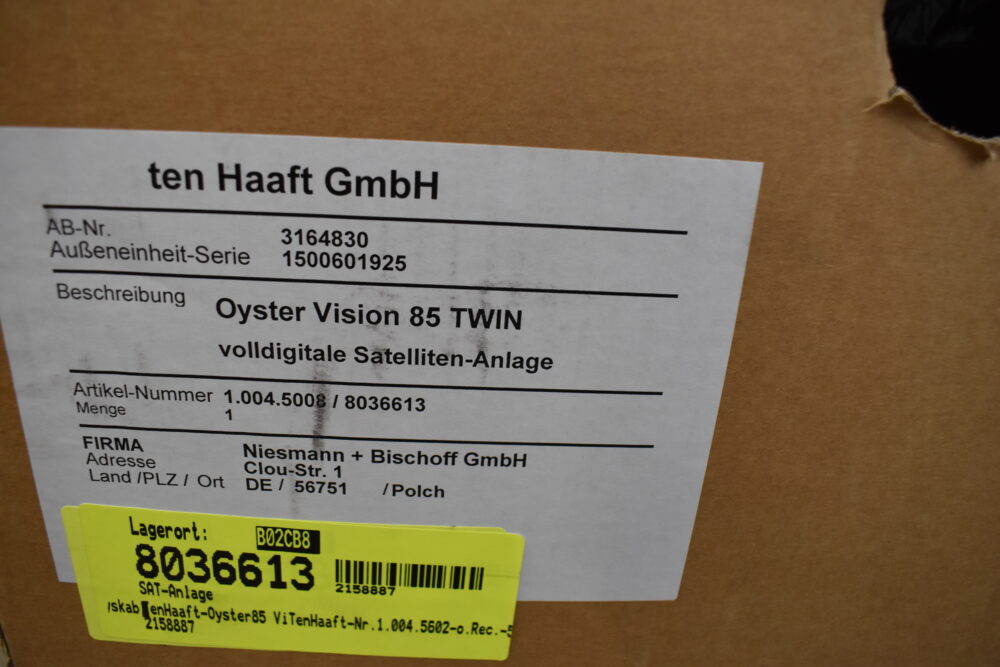 ten Haaft GmbH
AB-Nr. 3164830
Außeneinheit-Serie 1500601925
Beschreibung Oyster Vision 85 TWIN
volldigitale Satelliten-Anlage
Artikel-Nummer 1.004.5008 / 8036613
Menge 1
FIRMA Niesmann + Bischoff GmbH
Adresse Clou-Str. 1
Land /PLZ / Ort DE / 56751 /Polch
Lagerort: B02CB8
8036613
2158887
SAT-Anlage
/skab TenHaaft-Oyster85 ViTenHaaft-Nr.1.004.5602-o.Rec.-5
2158887